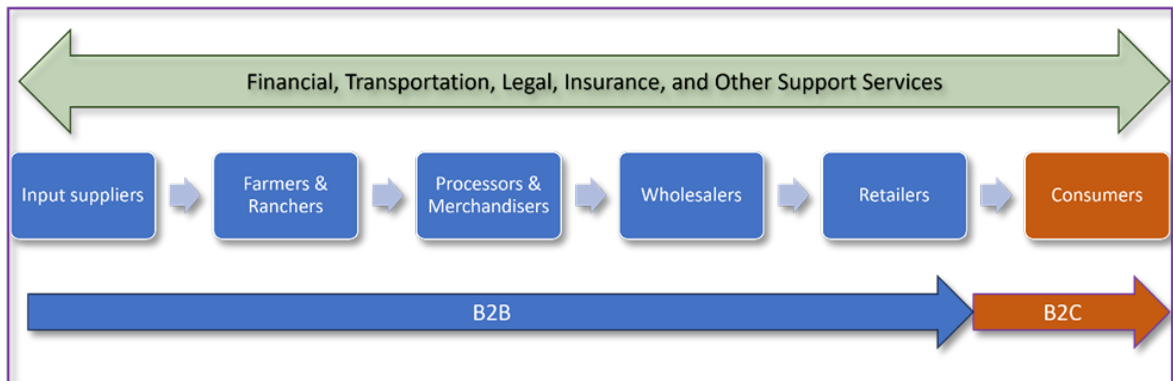 Financial, Transportation, Legal, Insurance, and Other Support Services
Input suppliers
Farmers &
Ranchers
Processors &
Merchandisers
Wholesalers
Retailers
Consumers
B2B
B2C